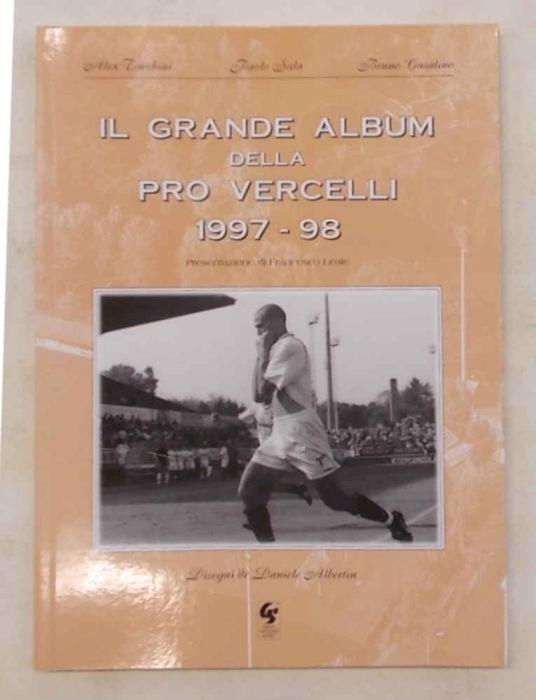 Alex Tacchini Paolo Sala Bruno Casalino
IL GRANDE ALBUM
DELLA
PRO VERCELLI
1997 - 98
Presentazione di Francesco Leale
Disegni di Daniele Albertin
GS